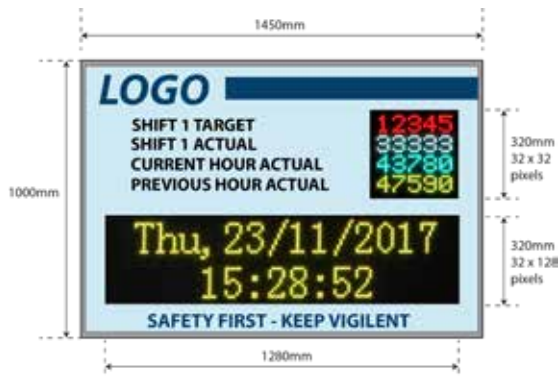 1450mm
LOGO
SHIFT 1 TARGET 12345
SHIFT 1 ACTUAL 33333
CURRENT HOUR ACTUAL 43780
PREVIOUS HOUR ACTUAL 47590
320mm
32 x 32
pixels
1000mm
Thu, 23/11/2017
15:28:52
320mm
32 x 128
pixels
SAFETY FIRST - KEEP VIGILENT
1280mm